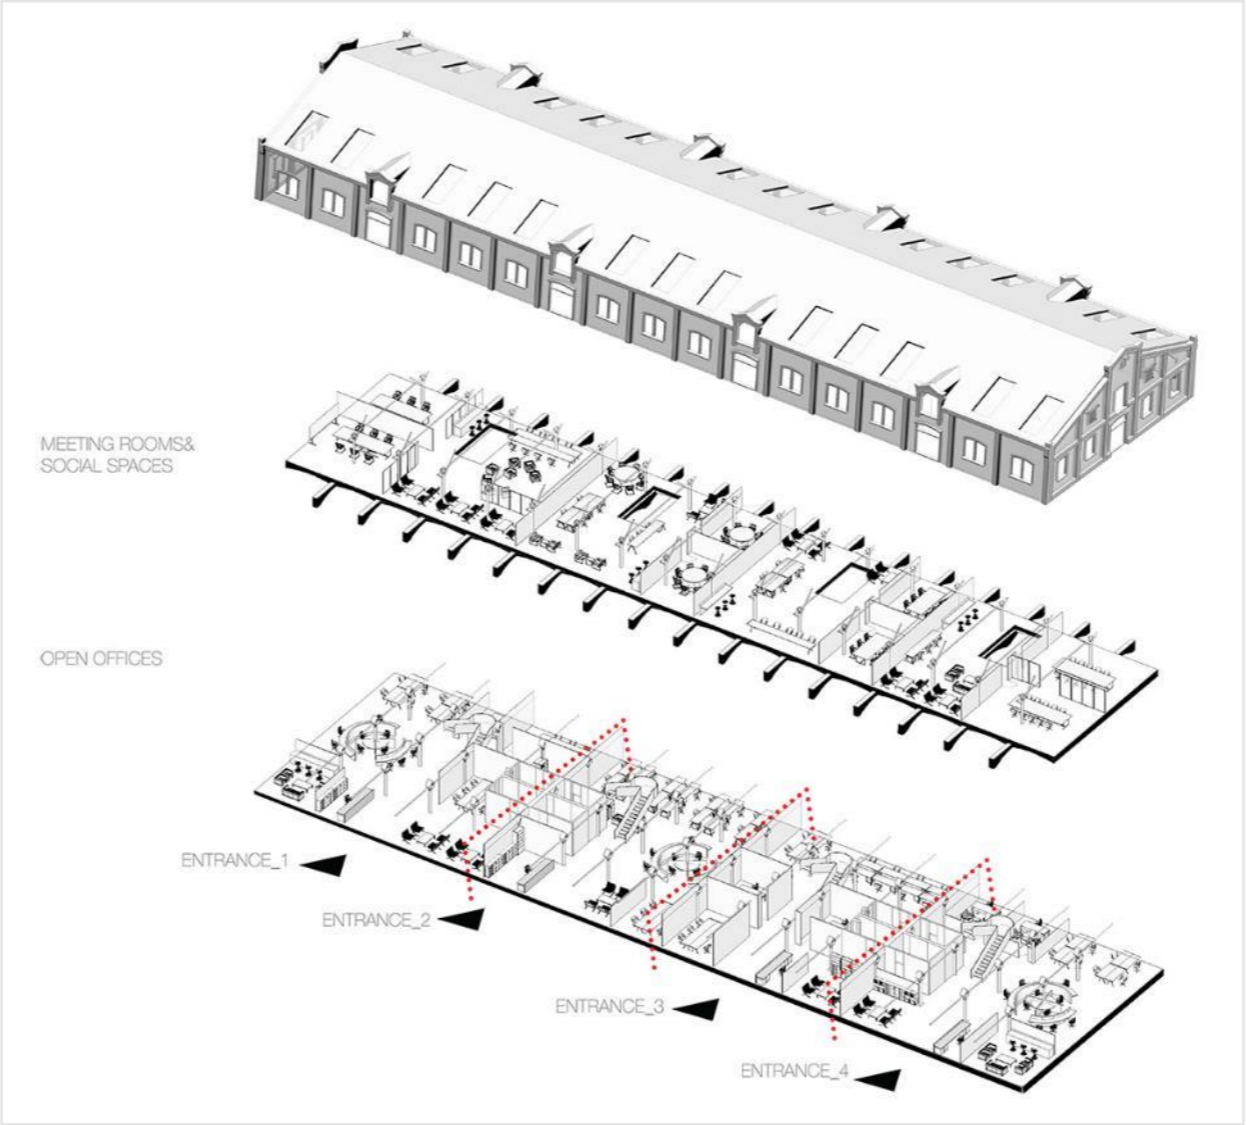 MEETING ROOMS&
SOCIAL SPACES
OPEN OFFICES
ENTRANCE_1
ENTRANCE_2
ENTRANCE_3
ENTRANCE_4